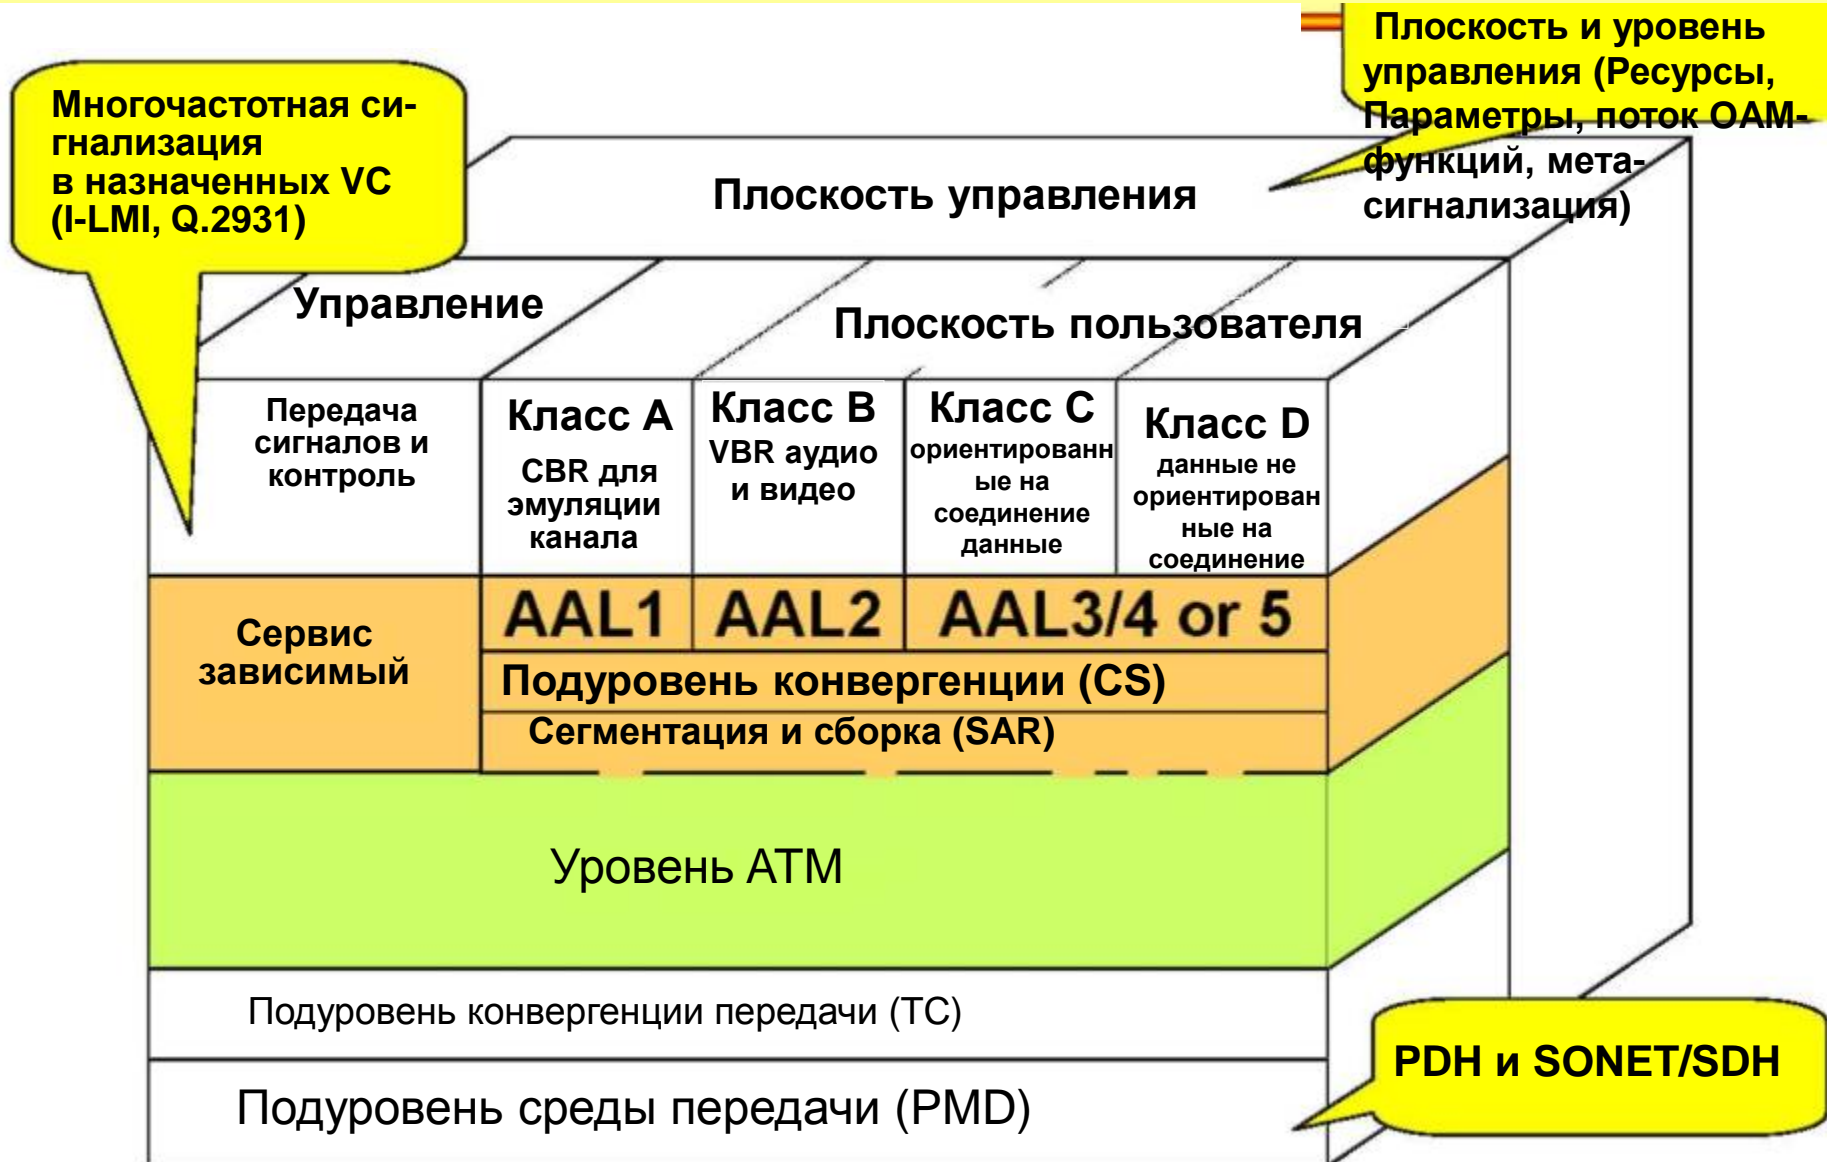 Плоскость и уровень
управления (Ресурсы,
Параметры, поток OAM-
функций, мета-
сигнализация)
Многочастотная си-
гнализация
в назначенных VC
(I-LMI, Q.2931)
Плоскость управления
Управление
Плоскость пользователя
Передача
сигналов и
контроль
Класс A
CBR для
эмуляции
канала
Класс B
VBR аудио
и видео
Класс C
ориентированн
ые на
соединение
данные
Класс D
данные не
ориентирован
ные на
соединение
Сервис
зависимый
AAL1
AAL2
AAL3/4 or 5
Подуровень конвергенции (CS)
Сегментация и сборка (SAR)
Уровень ATM
Подуровень конвергенции передачи (TC)
Подуровень среды передачи (PMD)
PDH и SONET/SDH